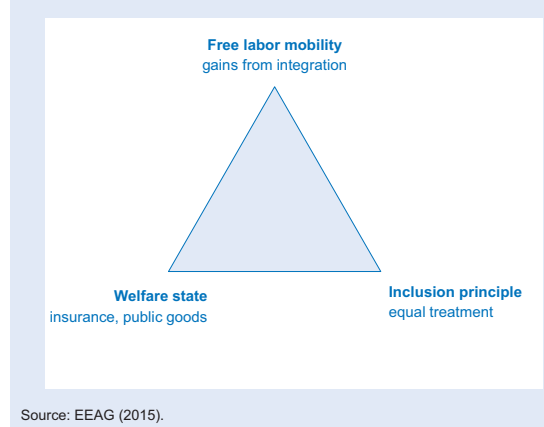 Free labor mobility
gains from integration
Welfare state
insurance, public goods
Inclusion principle
equal treatment
Source: EEAG (2015).